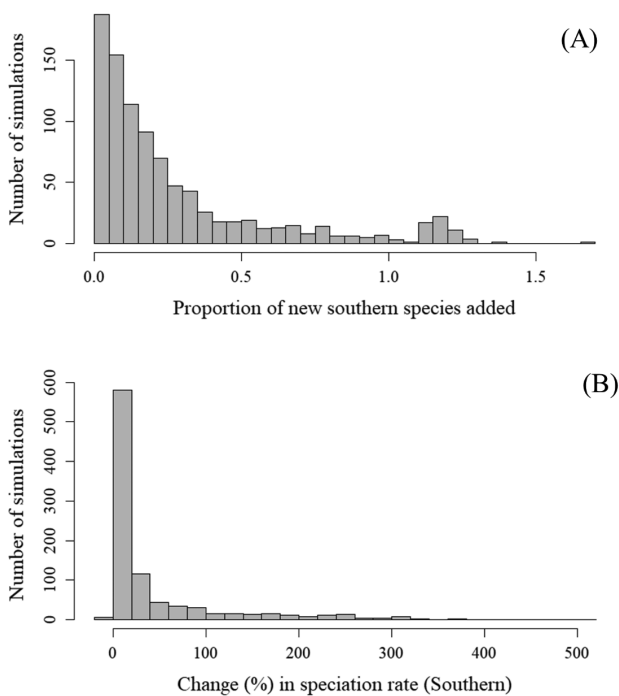 (A)
Number of simulations
150
100
50
0
0.0 0.5 1.0 1.5
Proportion of new southern species added
(B)
Number of simulations
600
500
400
300
200
100
0
0 100 200 300 400 500
Change (%) in speciation rate (Southern)